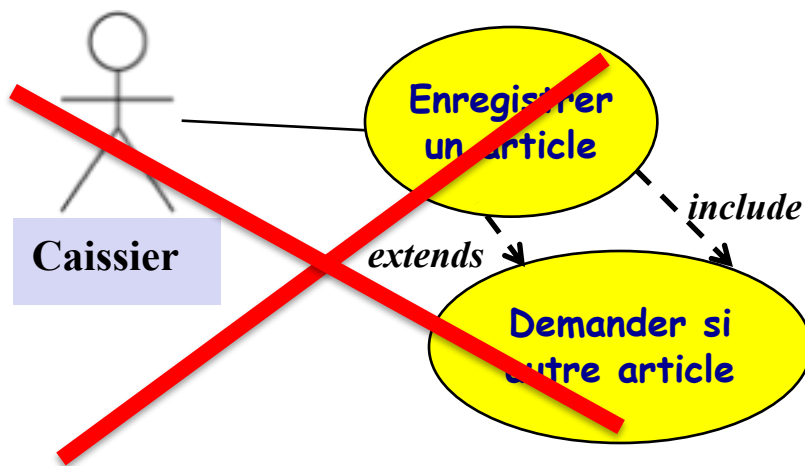 Enregistrer
un article
include
Caissier
extends
Demander si
autre article